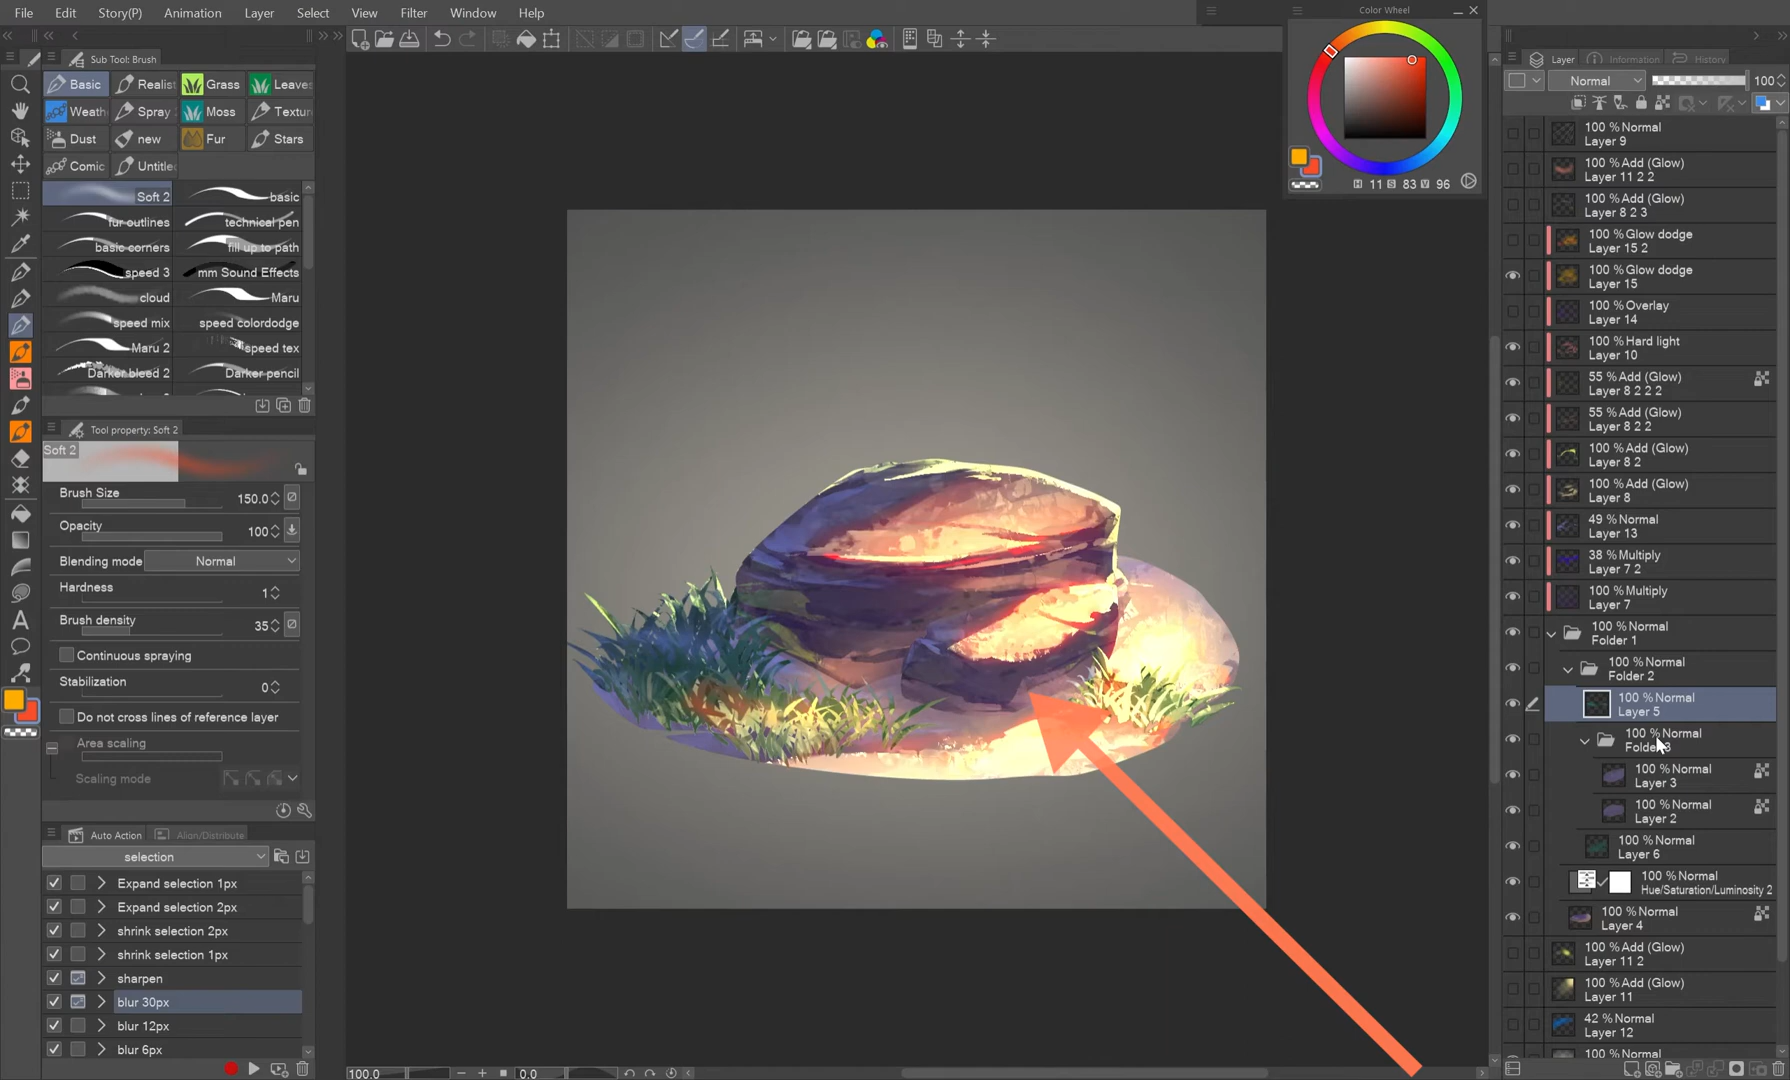 File Edit Story(P) Animation Layer Select View Filter Window Help
Color Wheel
Sub Tool: Brush
Basic Realist Grass Leaves
Weath Spray Moss Textur
Dust new Fur Stars
Comic Untitle
Soft 2 basic
fur outlines technical pen
basic corners fill up to path
speed 3 mm Sound Effects
cloud Maru
speed mix speed colordodge
Maru 2 speed tex
Darker bleed 2 Darker pencil
Tool property: Soft 2
Soft 2
Brush Size 150.0
Opacity 100
Blending mode Normal
Hardness 1
Brush density 35
Continuous spraying
Stabilization 0
Do not cross lines of reference layer
Area scaling
Scaling mode
Auto Action Align/Distribute
selection
Expand selection 1px
Expand selection 2px
shrink selection 2px
shrink selection 1px
sharpen
blur 30px
blur 12px
blur 6px
100.0 0.0
H 11 S 83 V 96
Layer Information History
Normal 100
100 % Normal
Layer 9
100 % Add (Glow)
Layer 11 2 2
100 % Add (Glow)
Layer 8 2 3
100 % Glow dodge
Layer 15 2
100 % Glow dodge
Layer 15
100 % Overlay
Layer 14
100 % Hard light
Layer 10
55 % Add (Glow)
Layer 8 2 2 2
55 % Add (Glow)
Layer 8 2 2
100 % Add (Glow)
Layer 8 2
100 % Add (Glow)
Layer 8
49 % Normal
Layer 13
38 % Multiply
Layer 7 2
100 % Multiply
Layer 7
100 % Normal
Folder 1
100 % Normal
Folder 2
100 % Normal
Layer 5
100 % Normal
Folder 3
100 % Normal
Layer 3
100 % Normal
Layer 2
100 % Normal
Layer 6
100 % Normal
Hue/Saturation/Luminosity 2
100 % Normal
Layer 4
100 % Add (Glow)
Layer 11 2
100 % Add (Glow)
Layer 11
42 % Normal
Layer 12
100 % Normal